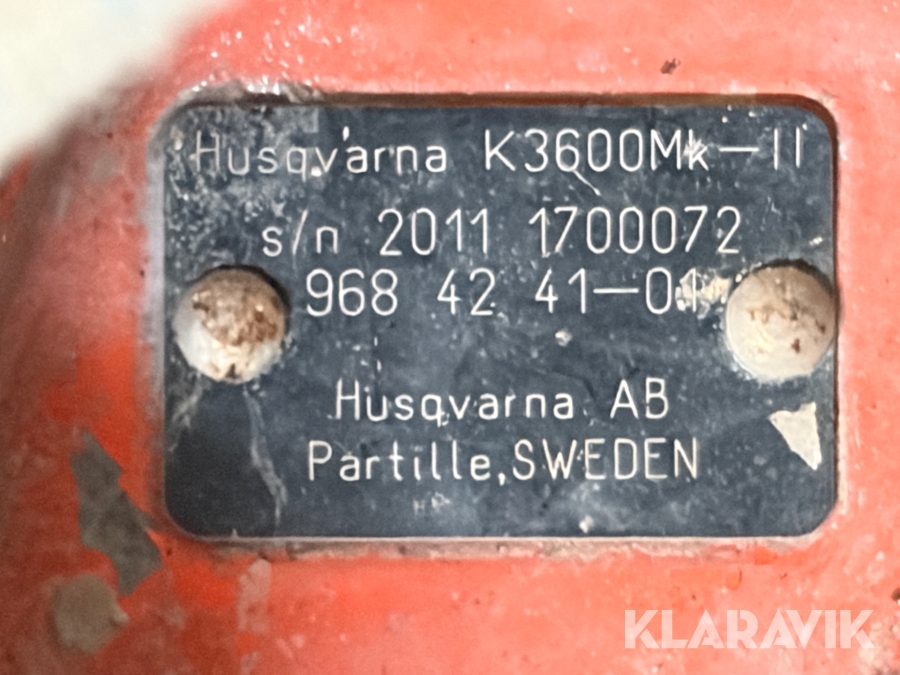 Husqvarna K3600Mk-II
s/n 2011 1700072
968 42 41-01
Husqvarna AB
Partille, SWEDEN
KLARAVIK